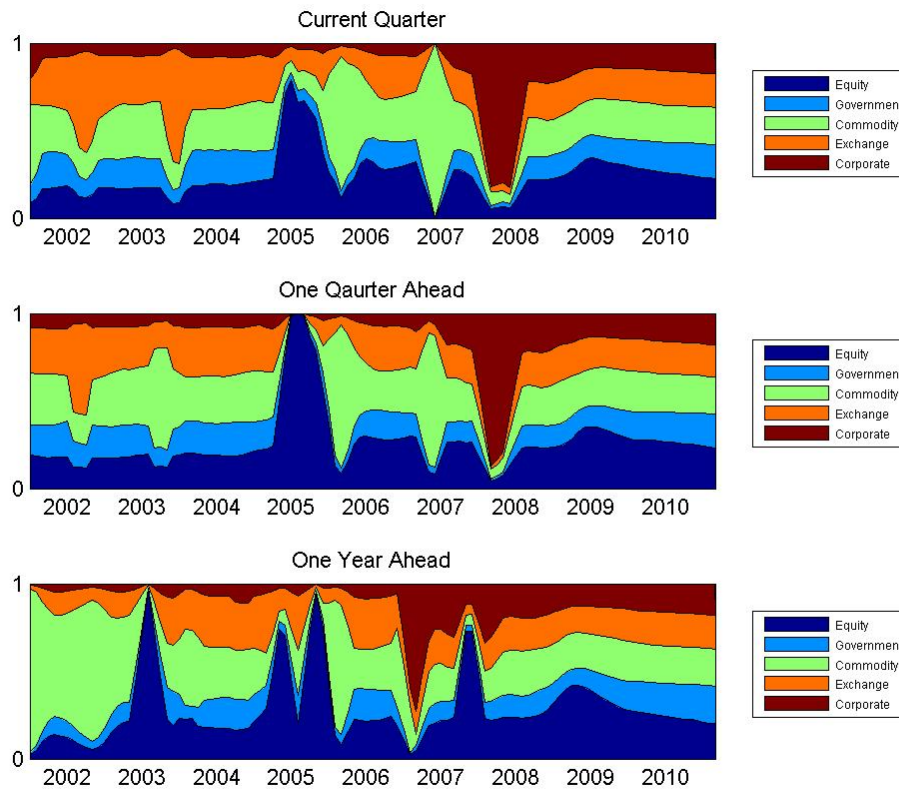 Current Quarter
1
0
2002 2003 2004 2005 2006 2007 2008 2009 2010
Equity
Governmen
Commodity
Exchange
Corporate
One Qaurter Ahead
1
0
2002 2003 2004 2005 2006 2007 2008 2009 2010
Equity
Governmen
Commodity
Exchange
Corporate
One Year Ahead
1
0
2002 2003 2004 2005 2006 2007 2008 2009 2010
Equity
Governmen
Commodity
Exchange
Corporate